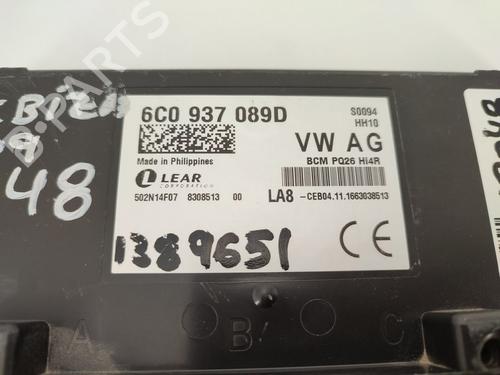 B PARTS
6C0 937 089D
S0094
HH10
VW AG
Made in Philippines
BCM PQ26 Hi4R
LEAR
CORPORATION
502N14F07 8308513 00
LA8 -CEB04.11.1663038513
48
1389651
CE
A B C